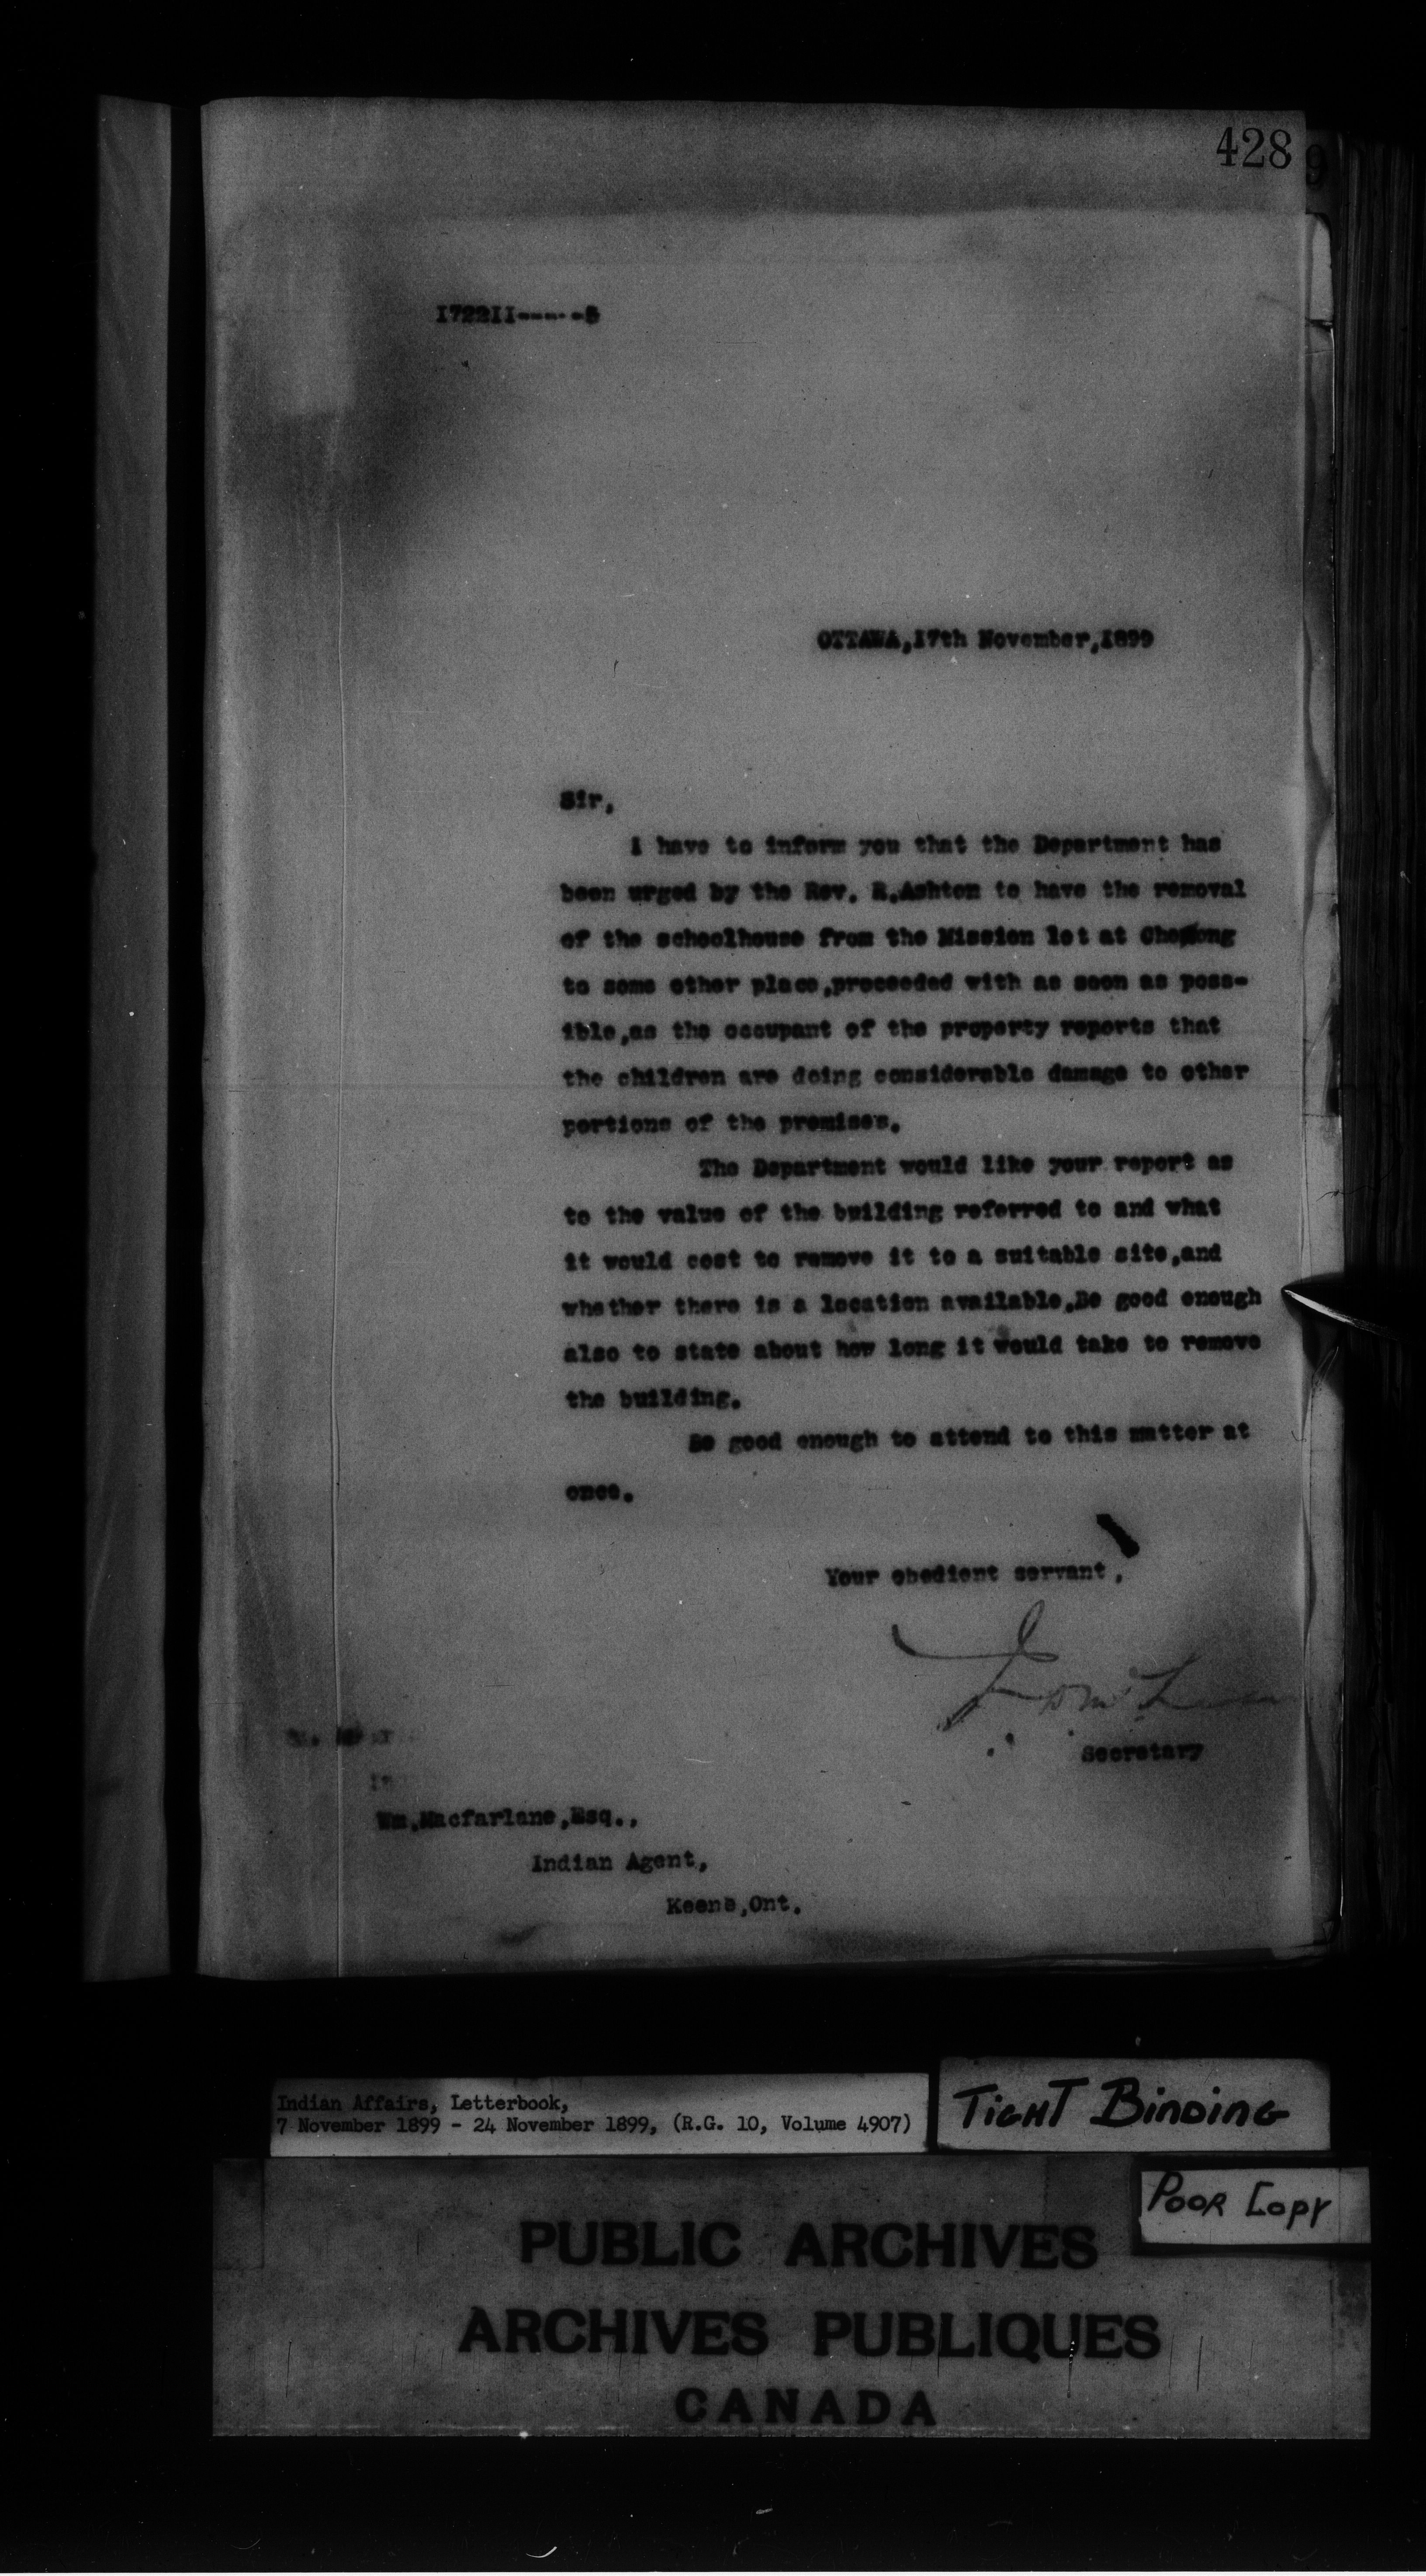 428
I722II------5
OTTAWA,17th November,1899
Sir,
I have to inform you that the Department has
been urged by the Rev. R.Ashton to have the removal
of the schoolhouse from the Mission lot at Chemong
to some other place,proceeded with as soon as poss-
ible,as the occupant of the property reports that
the children are doing considerable damage to other
portions of the premises.
The Department would like your report as
to the value of the building referred to and what
it would cost to remove it to a suitable site,and
whether there is a location available.Be good enough
also to state about how long it would take to remove
the building.
Be good enough to attend to this matter at
once.
Your obedient servant,
Secretary
Wm.Macfarlane,Esq.,
Indian Agent,
Keene,Ont.
Indian Affairs, Letterbook,
7 November 1899 - 24 November 1899, (R.G. 10, Volume 4907)
TIGHT BINDING
POOR COPY
PUBLIC ARCHIVES
ARCHIVES PUBLIQUES
CANADA